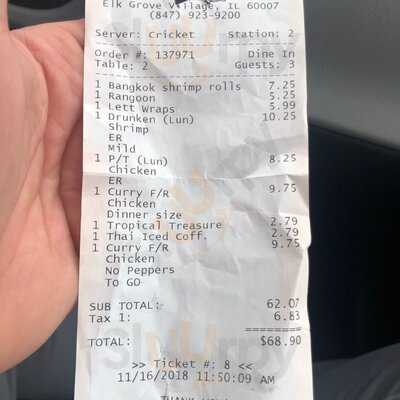 Elk Grove Village, IL 60007
(847) 923-9200
Server: Cricket Station: 2
Order #: 137971 Dine In
Table: 2 Guests: 3
1 Bangkok shrimp rolls 7.25
1 Rangoon 5.25
1 Lett Wraps 5.99
1 Drunken (Lun) 10.25
Shrimp
ER
Mild
1 P/T (Lun) 8.25
Chicken
ER
1 Curry F/R 9.75
Chicken
Dinner size
1 Tropical Treasure 2.79
1 Thai Iced Coff. 2.79
1 Curry F/R 9.75
Chicken
No Peppers
To GO
SUB TOTAL: 62.07
Tax 1: 6.83
TOTAL: $68.90
>> Ticket #: 8 <<
11/16/2018 11:50:09 AM